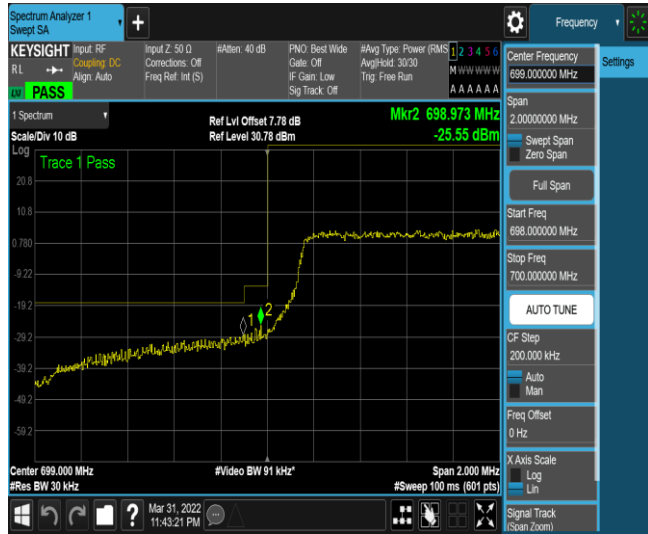 Spectrum Analyzer 1
Swept SA
Frequency
KEYSIGHT
Input: RF
Coupling: DC
Align: Auto
Input Z: 50 Ω
Corrections: Off
Freq Ref: Int (S)
#Atten: 40 dB
PNO: Best Wide
Gate: Off
IF Gain: Low
Sig Track: Off
#Avg Type: Power (RMS
Avg|Hold: 30/30
Trig: Free Run
1 2 3 4 5 6
M W W W W W
A A A A A A
R L
LXI PASS
1 Spectrum
Scale/Div 10 dB
Ref Lvl Offset 7.78 dB
Ref Level 30.78 dBm
Mkr2 698.973 MHz
-25.55 dBm
Log
Trace 1 Pass
20.8
10.8
0.780
-9.22
-19.2
-29.2
-39.2
-49.2
-59.2
1
2
Center 699.000 MHz
#Res BW 30 kHz
#Video BW 91 kHz*
Span 2.000 MHz
#Sweep 100 ms (601 pts)
Mar 31, 2022
11:43:21 PM
Center Frequency
699.000000 MHz
Settings
Span
2.00000000 MHz
Swept Span
Zero Span
Full Span
Start Freq
698.000000 MHz
Stop Freq
700.000000 MHz
AUTO TUNE
CF Step
200.000 kHz
Auto
Man
Freq Offset
0 Hz
X Axis Scale
Log
Lin
Signal Track
(Span Zoom)